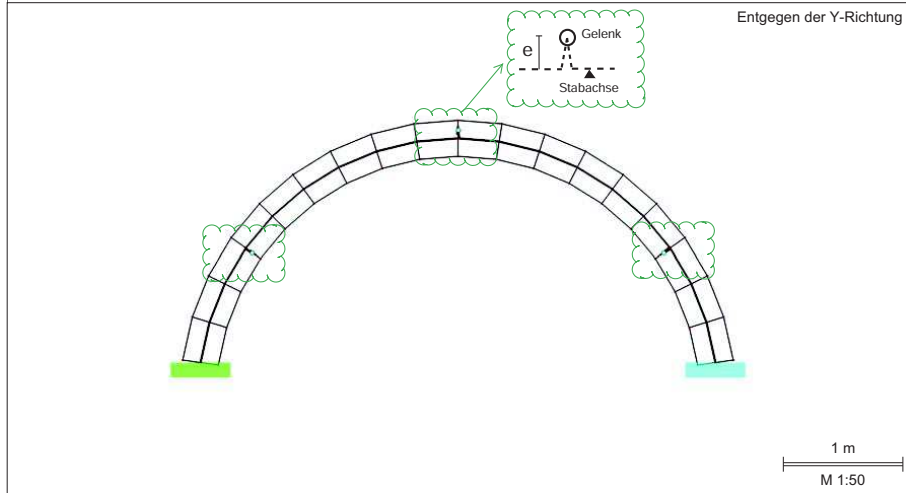 Entgegen der Y-Richtung
Gelenk
e
Stabachse
1 m
M 1:50